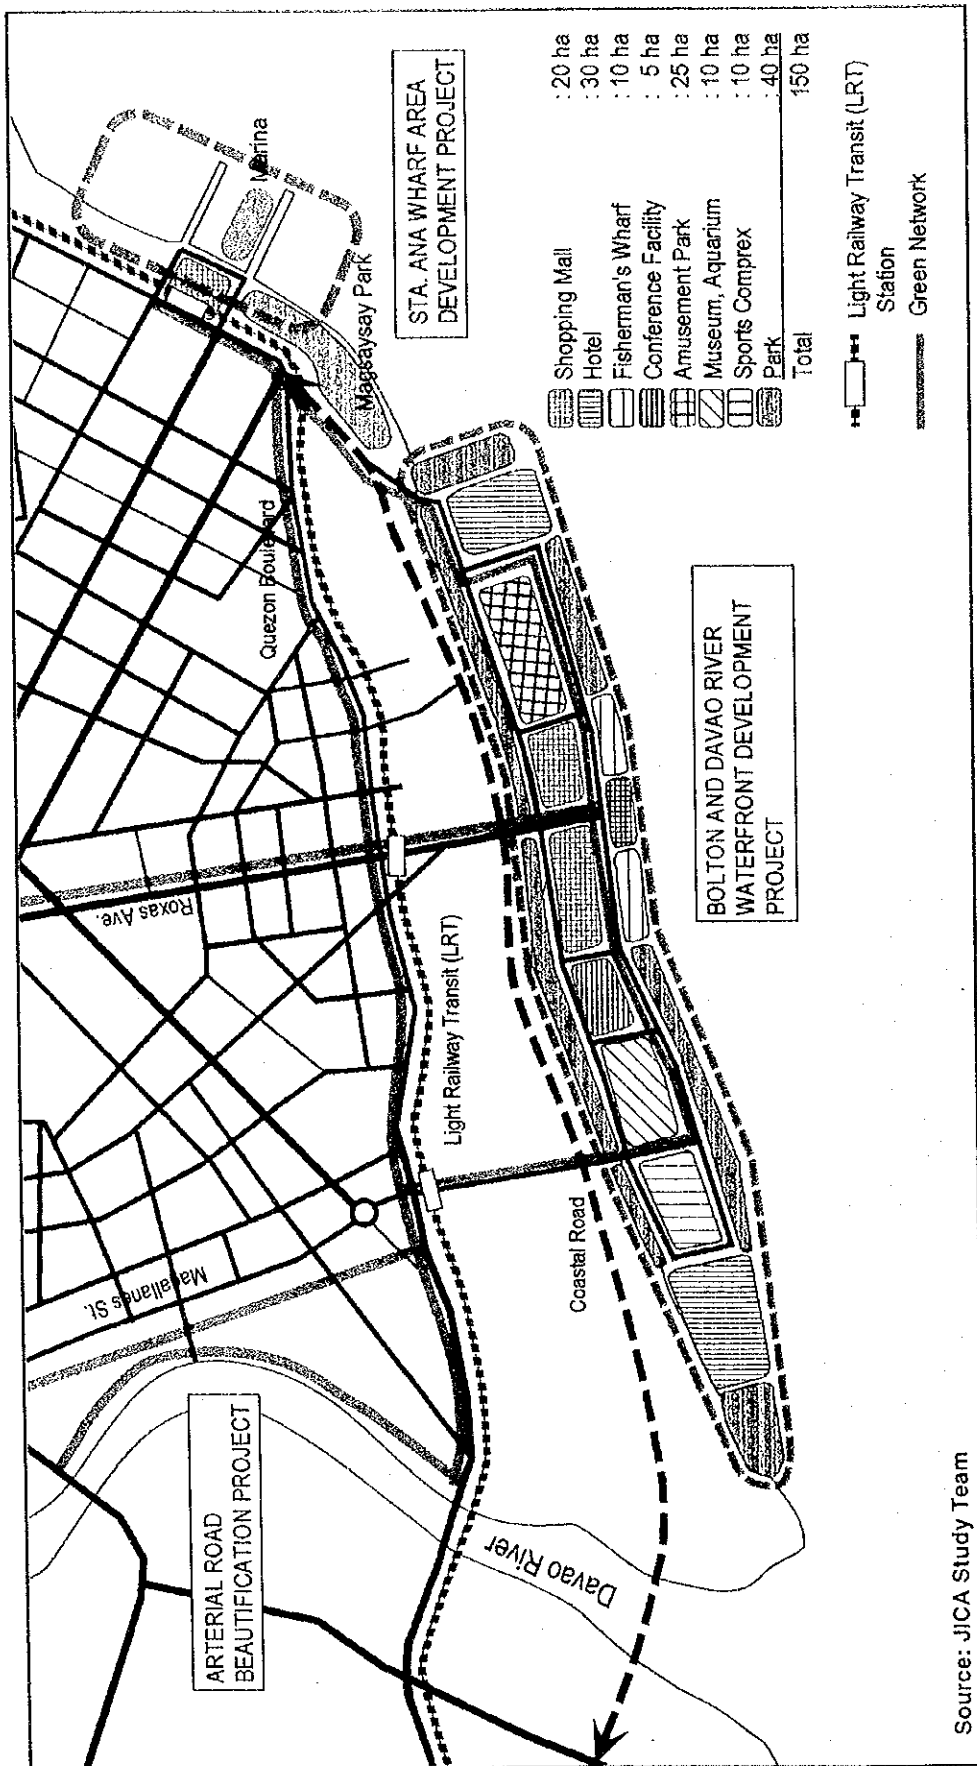 ARTERIAL ROAD
BEAUTIFICATION PROJECT
Magallanes St.
Roxas Ave.
Quezon Boulevard
Marina
Magsaysay Park
STA. ANA WHARF AREA
DEVELOPMENT PROJECT
Light Railway Transit (LRT)
Coastal Road
Davao River
BOLTON AND DAVAO RIVER
WATERFRONT DEVELOPMENT
PROJECT
Shopping Mall : 20 ha
Hotel : 30 ha
Fisherman's Wharf : 10 ha
Conference Facility : 5 ha
Amusement Park : 25 ha
Museum, Aquarium : 10 ha
Sports Comprex : 10 ha
Park : 40 ha
Total 150 ha
Light Railway Transit (LRT)
Station
Green Network
Source: JICA Study Team